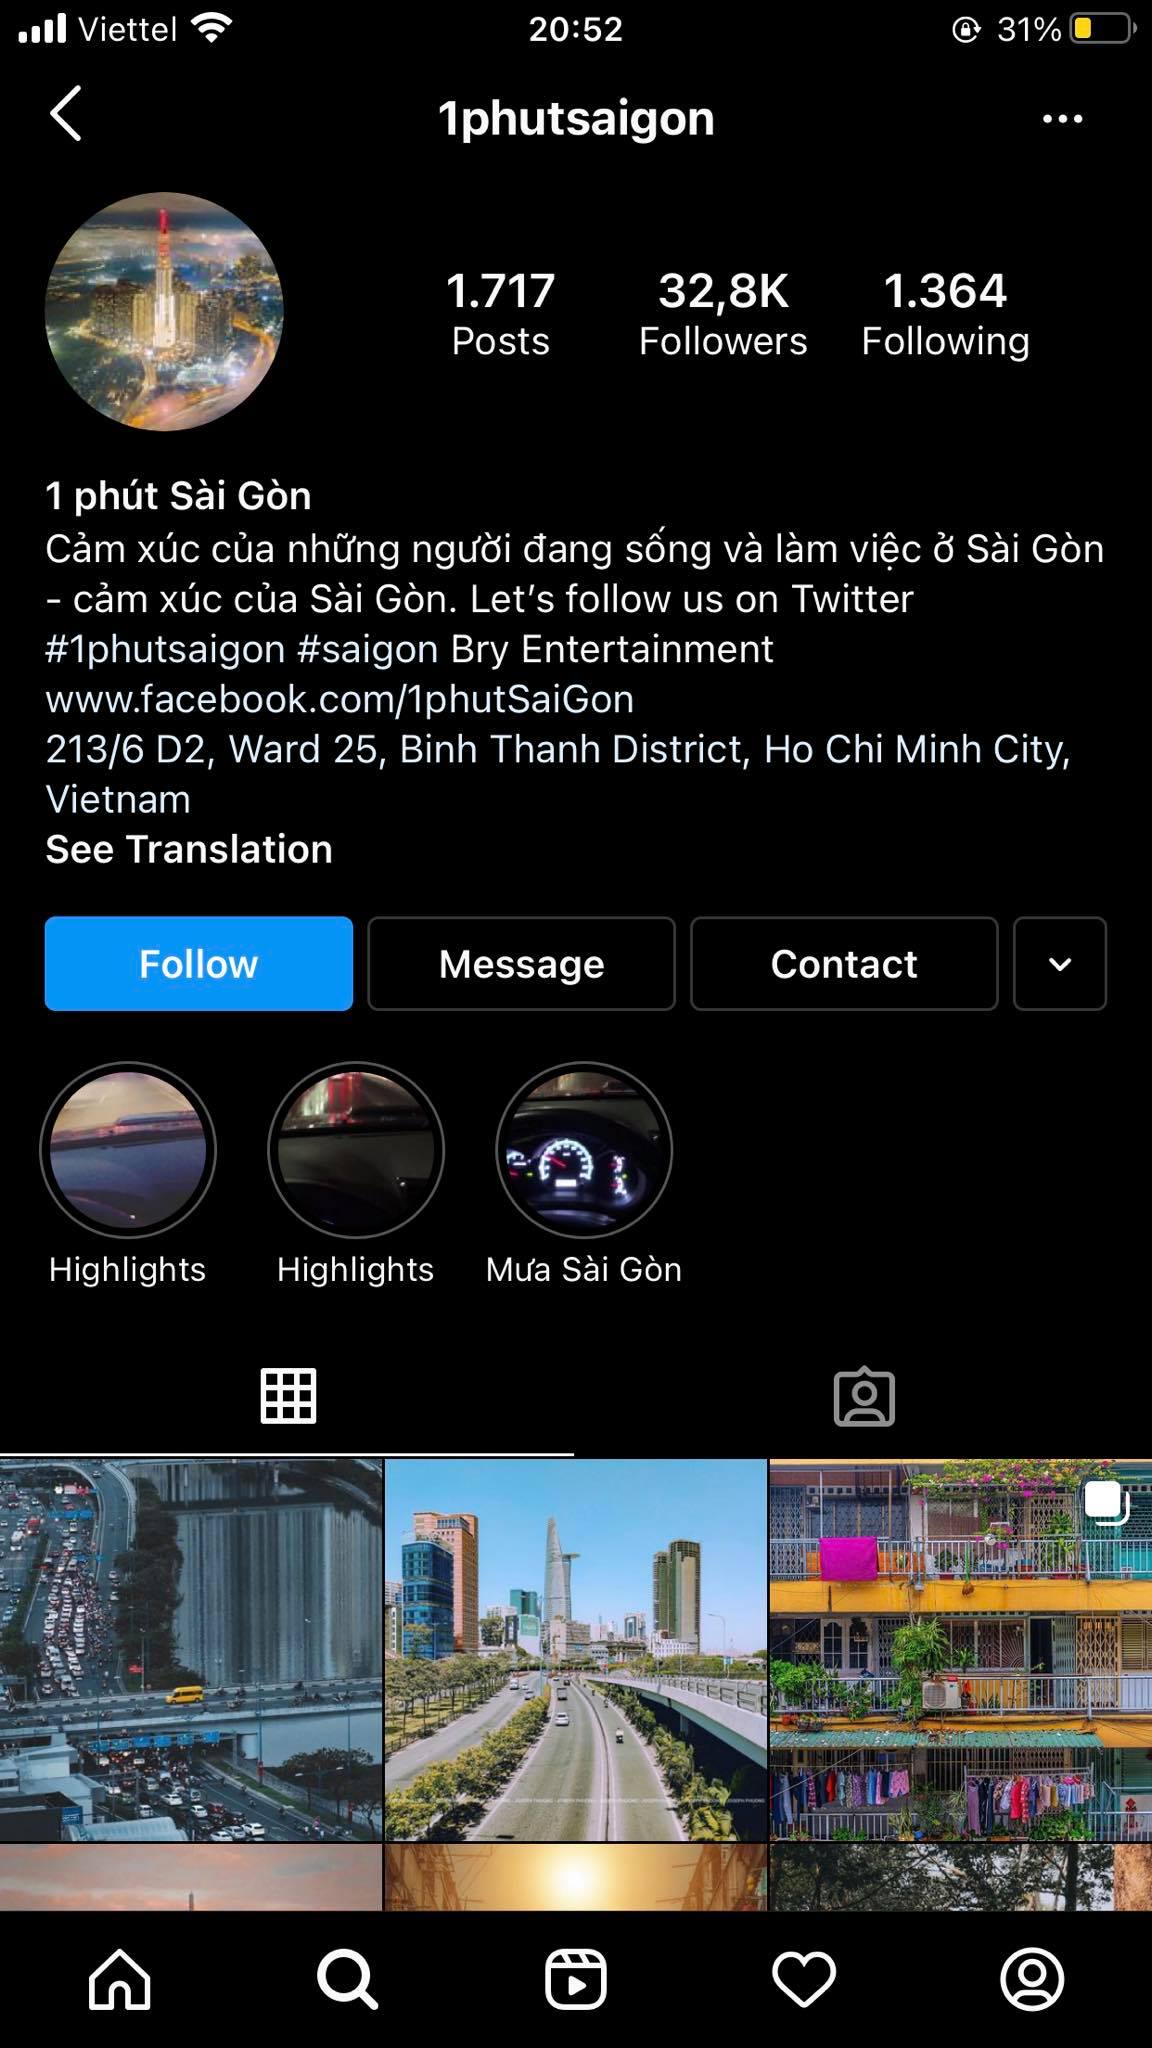 Viettel 20:52 31%
1phutsaigon
1.717 32,8K 1.364
Posts Followers Following
1 phút Sài Gòn
Cảm xúc của những người đang sống và làm việc ở Sài Gòn
- cảm xúc của Sài Gòn. Let’s follow us on Twitter
#1phutsaigon #saigon Bry Entertainment
www.facebook.com/1phutSaiGon
213/6 D2, Ward 25, Binh Thanh District, Ho Chi Minh City,
Vietnam
See Translation
Follow Message Contact
Highlights Highlights Mưa Sài Gòn